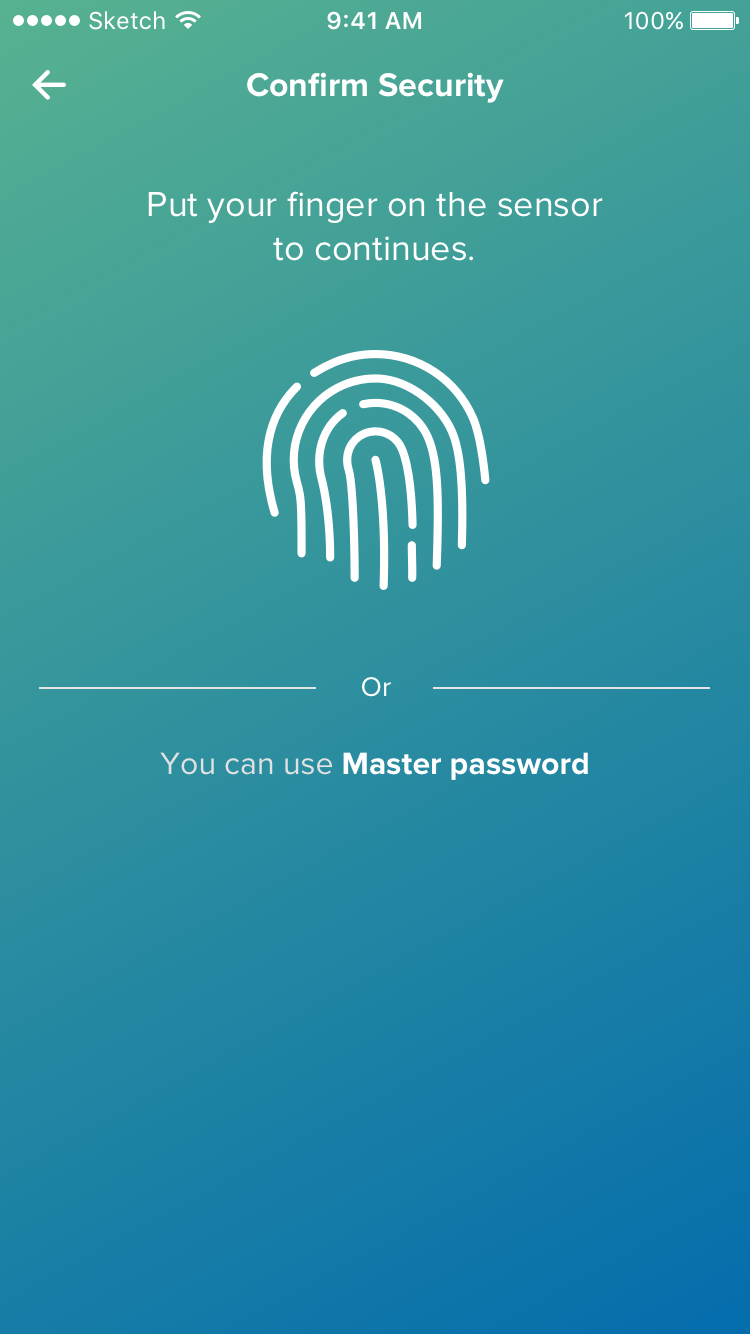 Sketch 9:41 AM 100%
Confirm Security
Put your finger on the sensor
to continues.
Or
You can use Master password